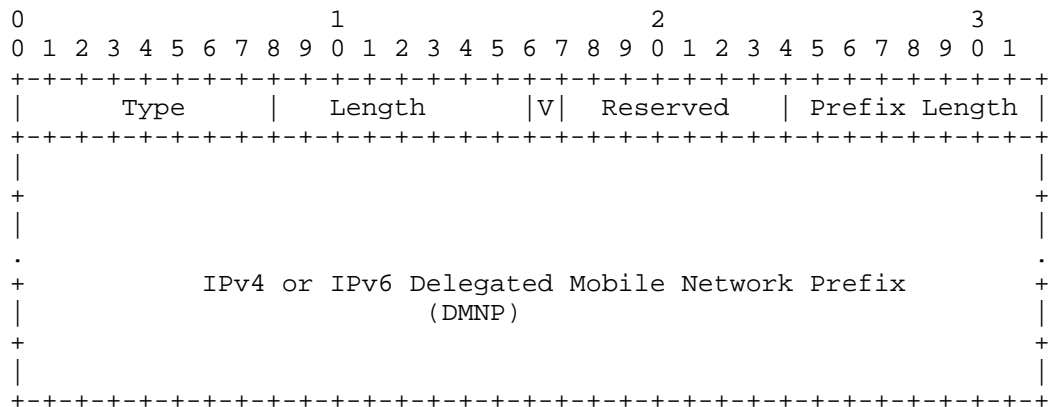 0                   1                   2                   3
0 1 2 3 4 5 6 7 8 9 0 1 2 3 4 5 6 7 8 9 0 1 2 3 4 5 6 7 8 9 0 1
+-+-+-+-+-+-+-+-+-+-+-+-+-+-+-+-+-+-+-+-+-+-+-+-+-+-+-+-+-+-+-+-+
|      Type     |   Length      |V|  Reserved   | Prefix Length |
+-+-+-+-+-+-+-+-+-+-+-+-+-+-+-+-+-+-+-+-+-+-+-+-+-+-+-+-+-+-+-+-+
|                                                               |
+                                                               +
|                                                               |
.                                                               .
+           IPv4 or IPv6 Delegated Mobile Network Prefix        +
|                         (DMNP)                                |
+                                                               +
|                                                               |
+-+-+-+-+-+-+-+-+-+-+-+-+-+-+-+-+-+-+-+-+-+-+-+-+-+-+-+-+-+-+-+-+